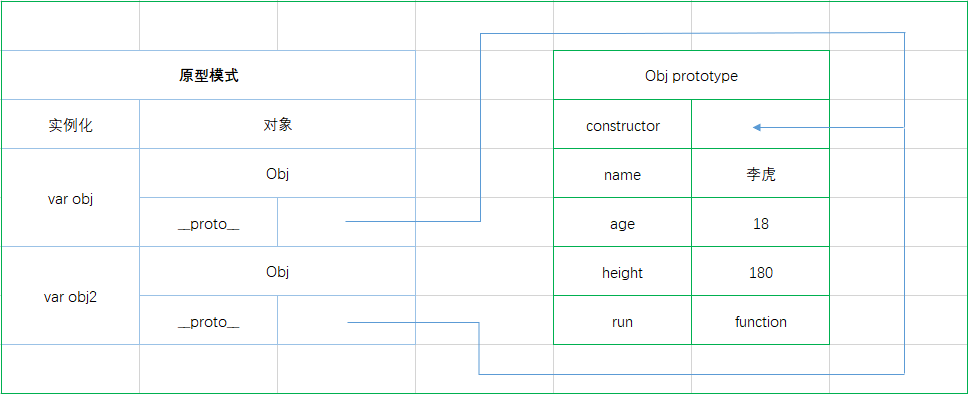 原型模式
实例化 对象
var obj
Obj
__proto__
var obj2
Obj
__proto__
Obj prototype
constructor
name 李虎
age 18
height 180
run function